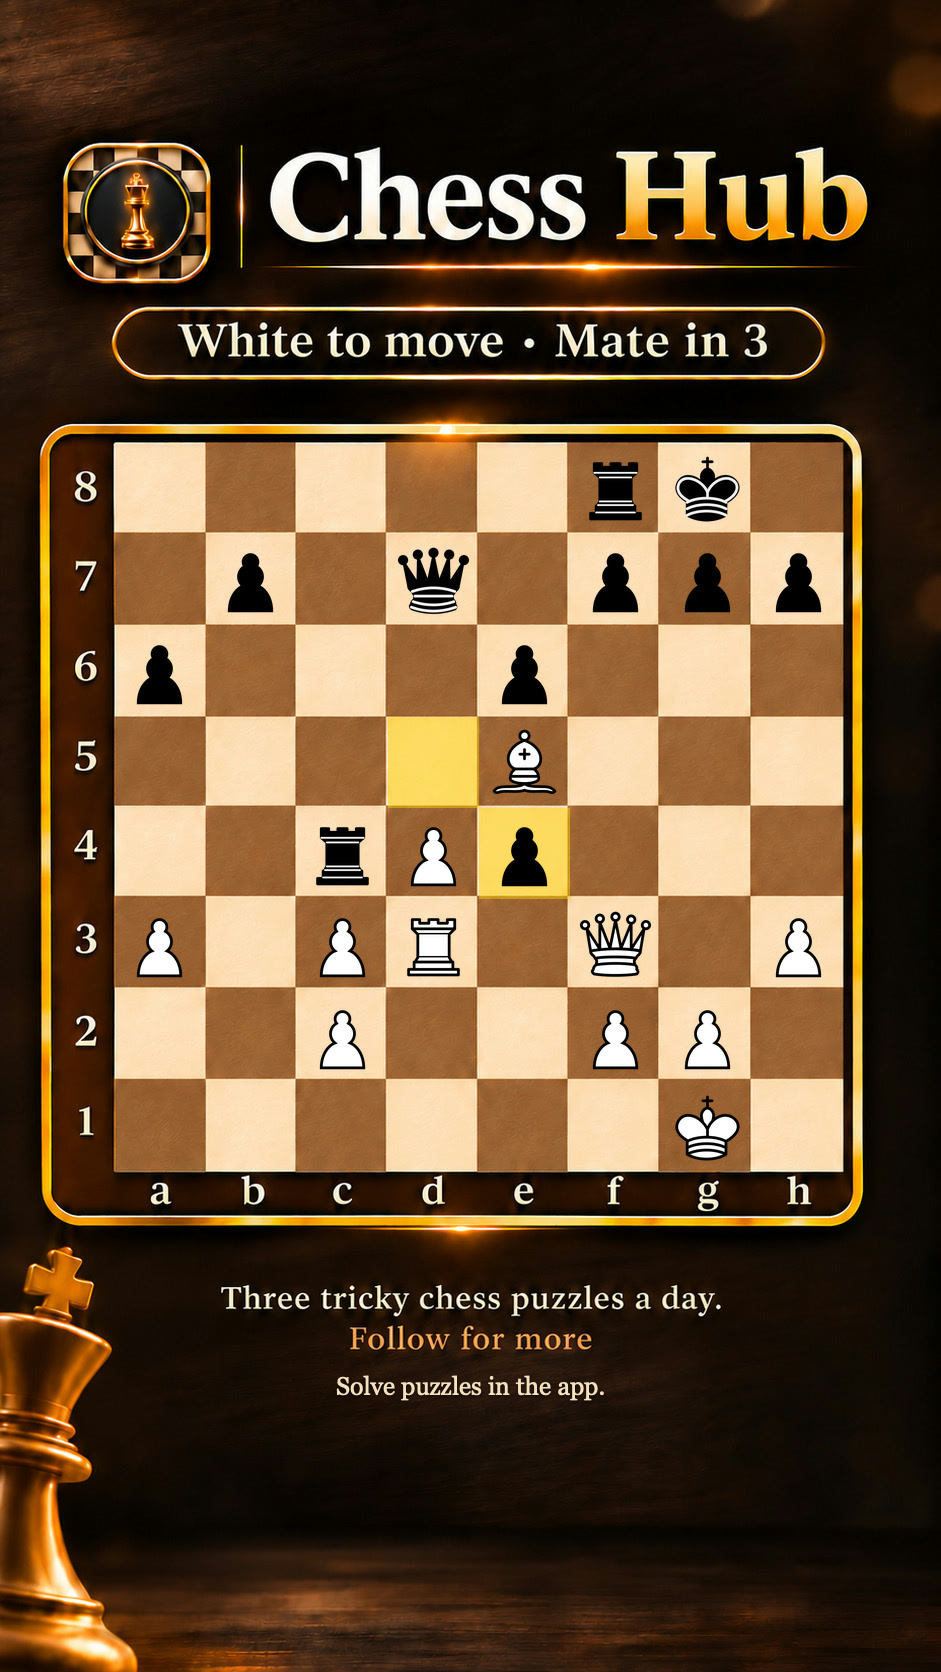 Chess Hub
White to move • Mate in 3
8
7
6
5
4
3
2
1
a b c d e f g h
Three tricky chess puzzles a day.
Follow for more
Solve puzzles in the app.